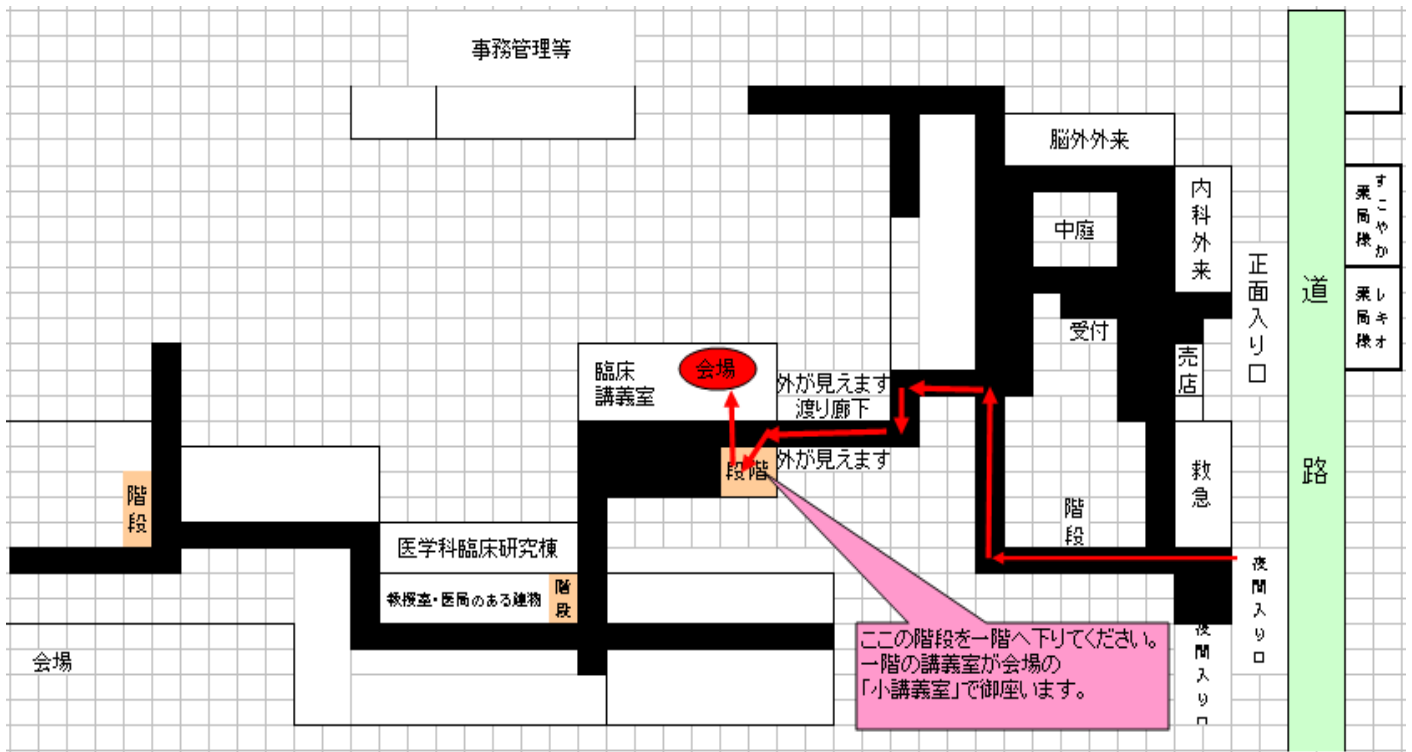 事務管理等
脳外外来
内科外来
中庭
正面入り口
道路
すこやか
薬局様
レキオ
薬局様
受付
売店
臨床
講義室
会場
外が見えます
渡り廊下
外が見えます
段階
救急
階段
階段
医学科臨床研究棟
教授室・医局のある建物
階段
夜間入り口
夜間入り口
会場
ここの階段を一階へ下りてください。
一階の講義室が会場の
「小講義室」で御座います。